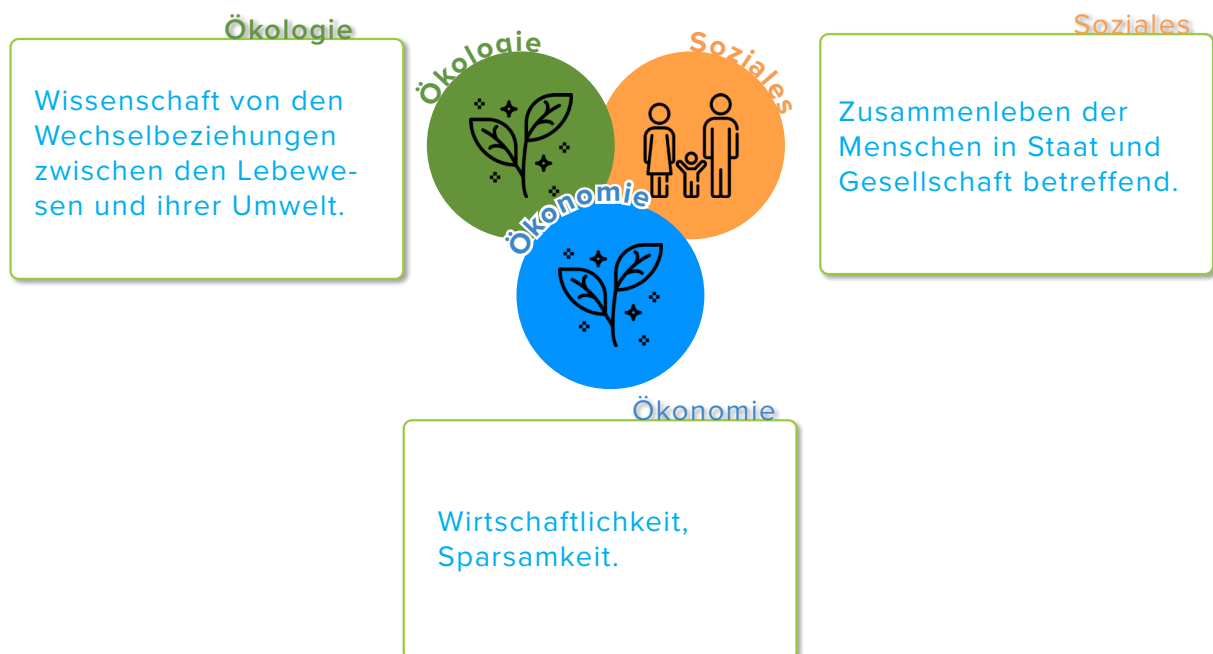 Ökologie
Wissenschaft von den
Wechselbeziehungen
zwischen den Lebewe-
sen und ihrer Umwelt.
Ökologie
Soziales
Ökonomie
Soziales
Zusammenleben der
Menschen in Staat und
Gesellschaft betreffend.
Ökonomie
Wirtschaftlichkeit,
Sparsamkeit.